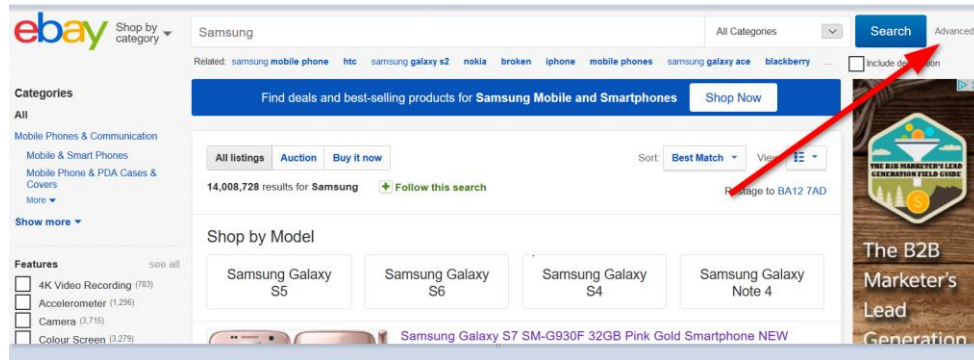 ebay
Shop by category
Samsung
All Categories
Search
Advanced
Related: samsung mobile phone htc samsung galaxy s2 nokia broken iphone mobile phones samsung galaxy ace blackberry ...
Include
Categories
All
Mobile Phones & Communication
Mobile & Smart Phones
Mobile Phone & PDA Cases & Covers
More
Show more
Features see all
4K Video Recording (783)
Accelerometer (1,296)
Camera (3,715)
Colour Screen (3,279)
Find deals and best-selling products for Samsung Mobile and Smartphones
Shop Now
All listings Auction Buy it now
Sort: Best Match
14,008,728 results for Samsung
+ Follow this search
to BA12 7AD
Shop by Model
Samsung Galaxy S5
Samsung Galaxy S6
Samsung Galaxy S4
Samsung Galaxy Note 4
Samsung Galaxy S7 SM-G930F 32GB Pink Gold Smartphone NEW
THE B2B MARKETER'S LEAD
GENERATION FIELD GUIDE
The B2B
Marketer's
Lead
Generation